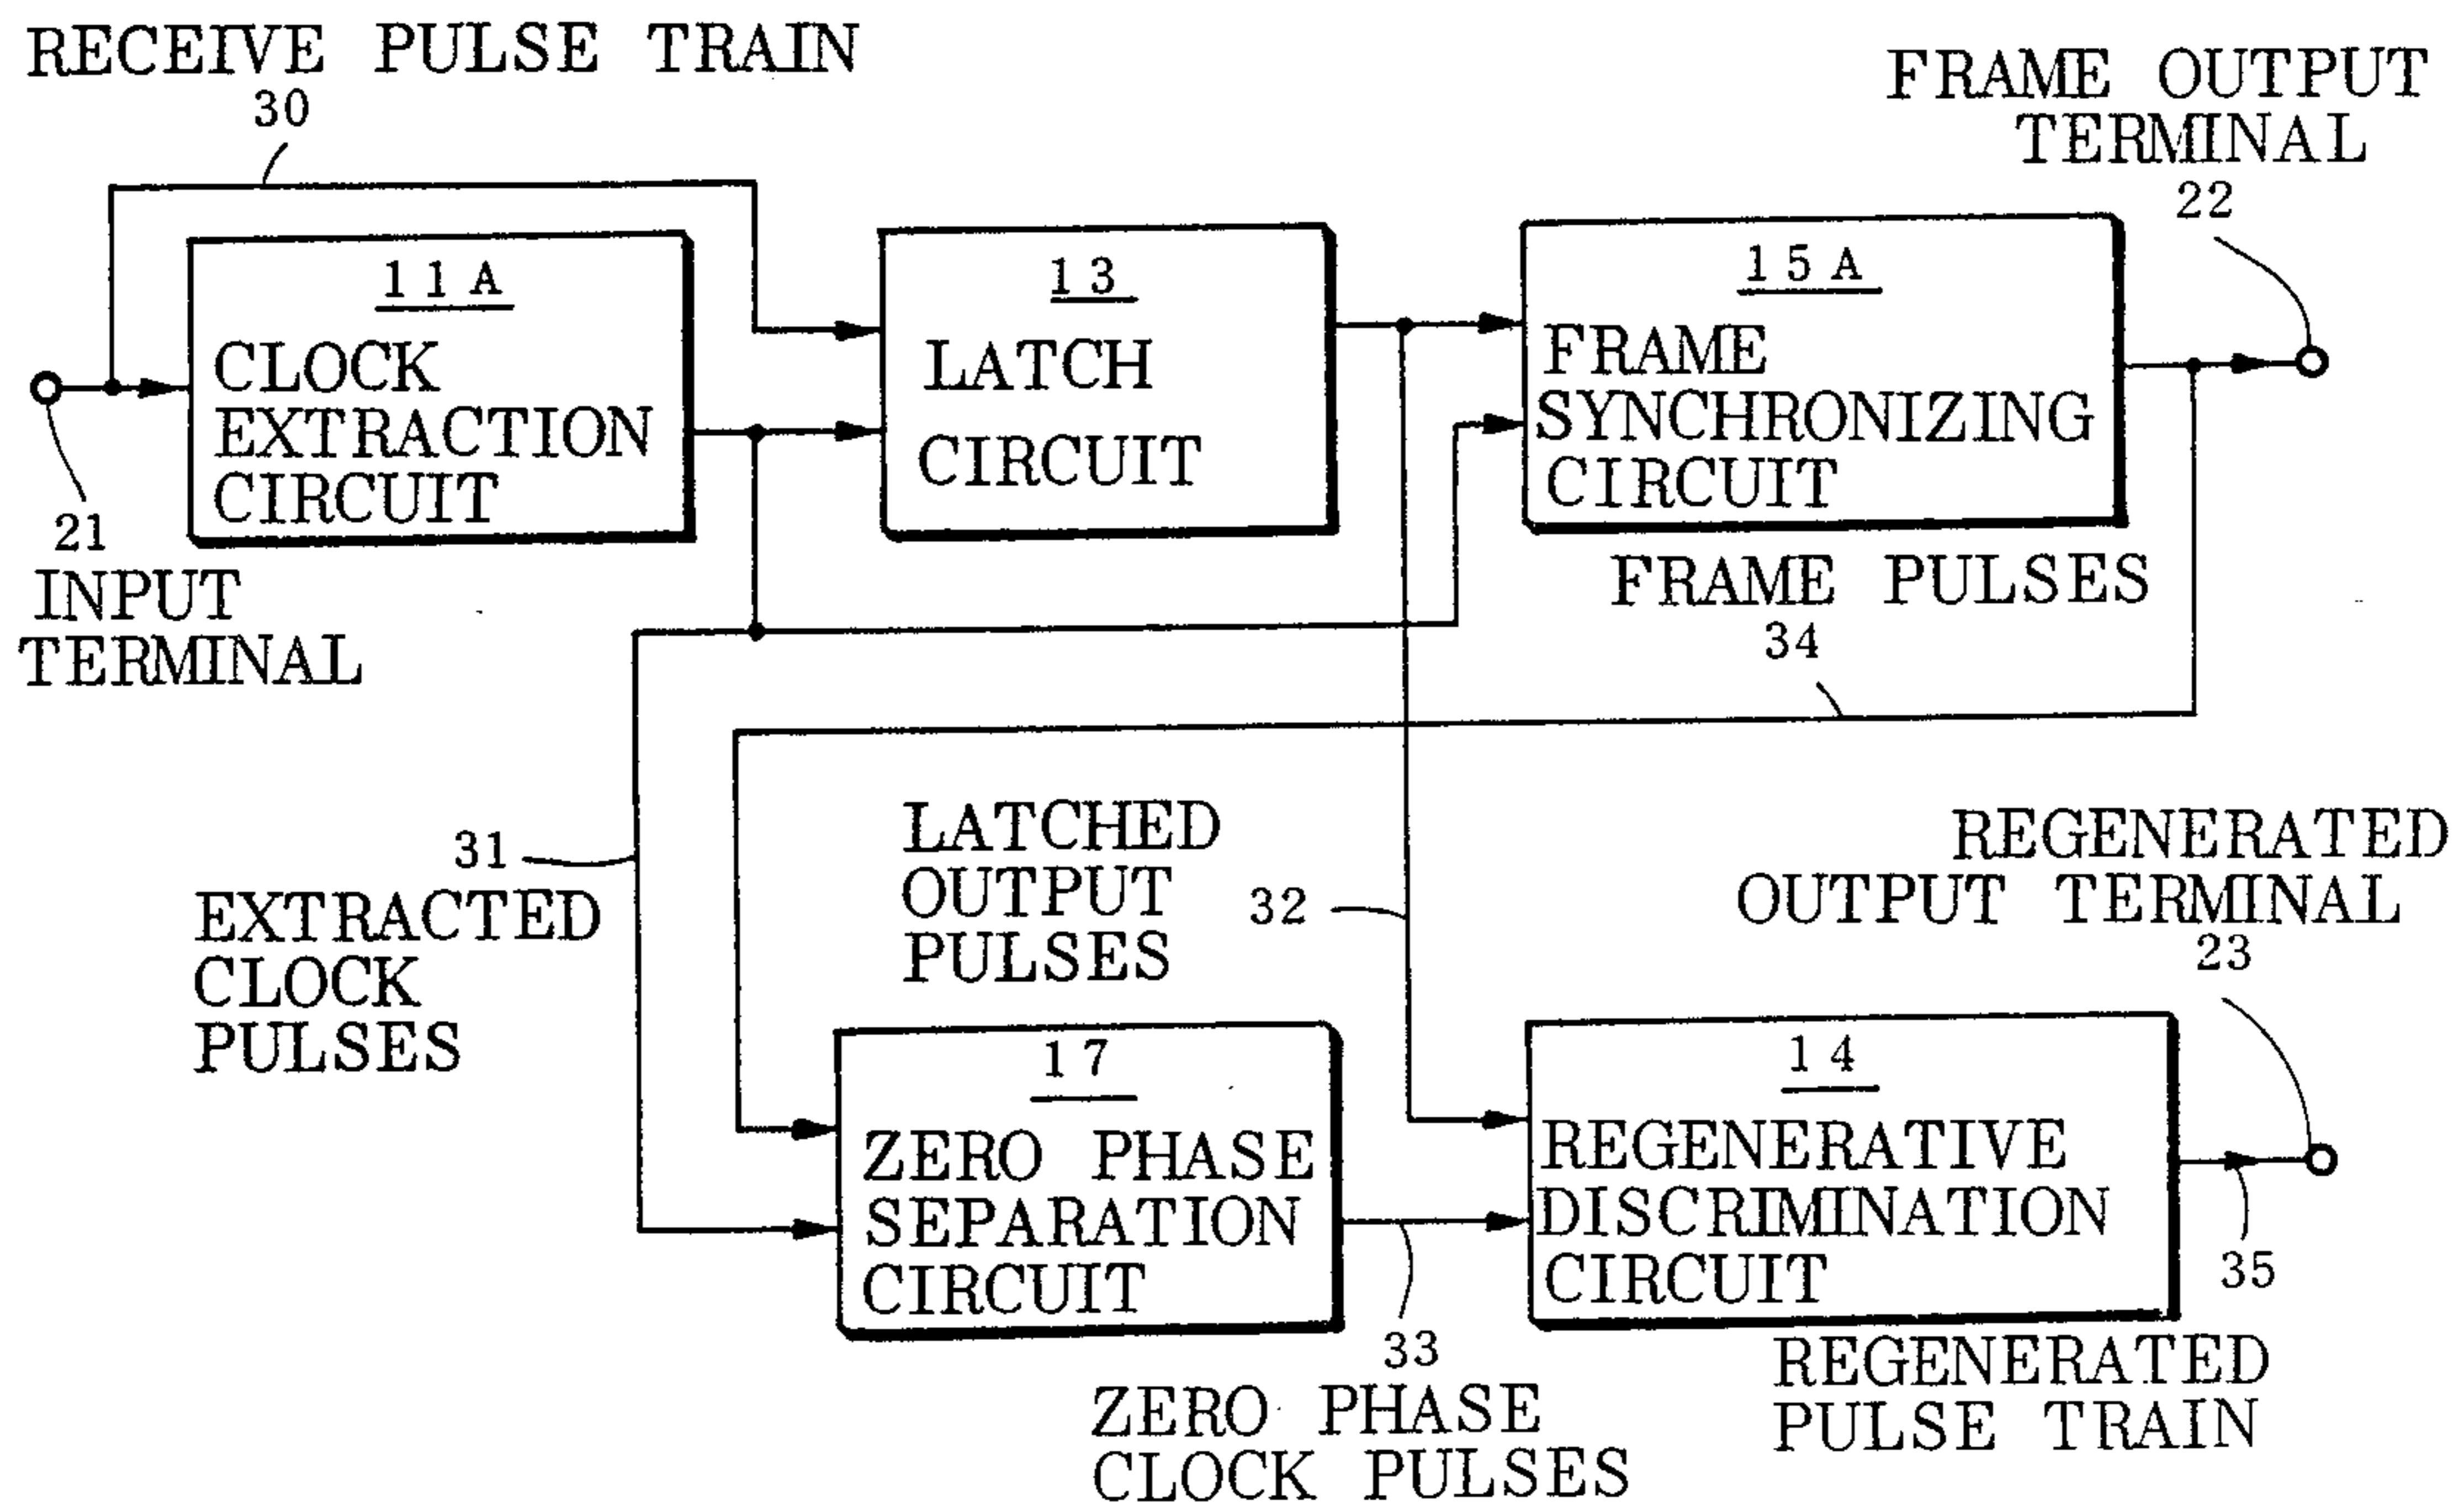 RECEIVE PULSE TRAIN
30
FRAME OUTPUT
TERMINAL
22
11A
CLOCK
EXTRACTION
CIRCUIT
13
LATCH
CIRCUIT
15A
FRAME
SYNCHRONIZING
CIRCUIT
21
INPUT
TERMINAL
FRAME PULSES
34
31
EXTRACTED
CLOCK
PULSES
LATCHED
OUTPUT
PULSES
32
REGENERATED
OUTPUT TERMINAL
23
17
ZERO PHASE
SEPARATION
CIRCUIT
14
REGENERATIVE
DISCRIMINATION
CIRCUIT
35
33
ZERO PHASE
CLOCK PULSES
REGENERATED
PULSE TRAIN